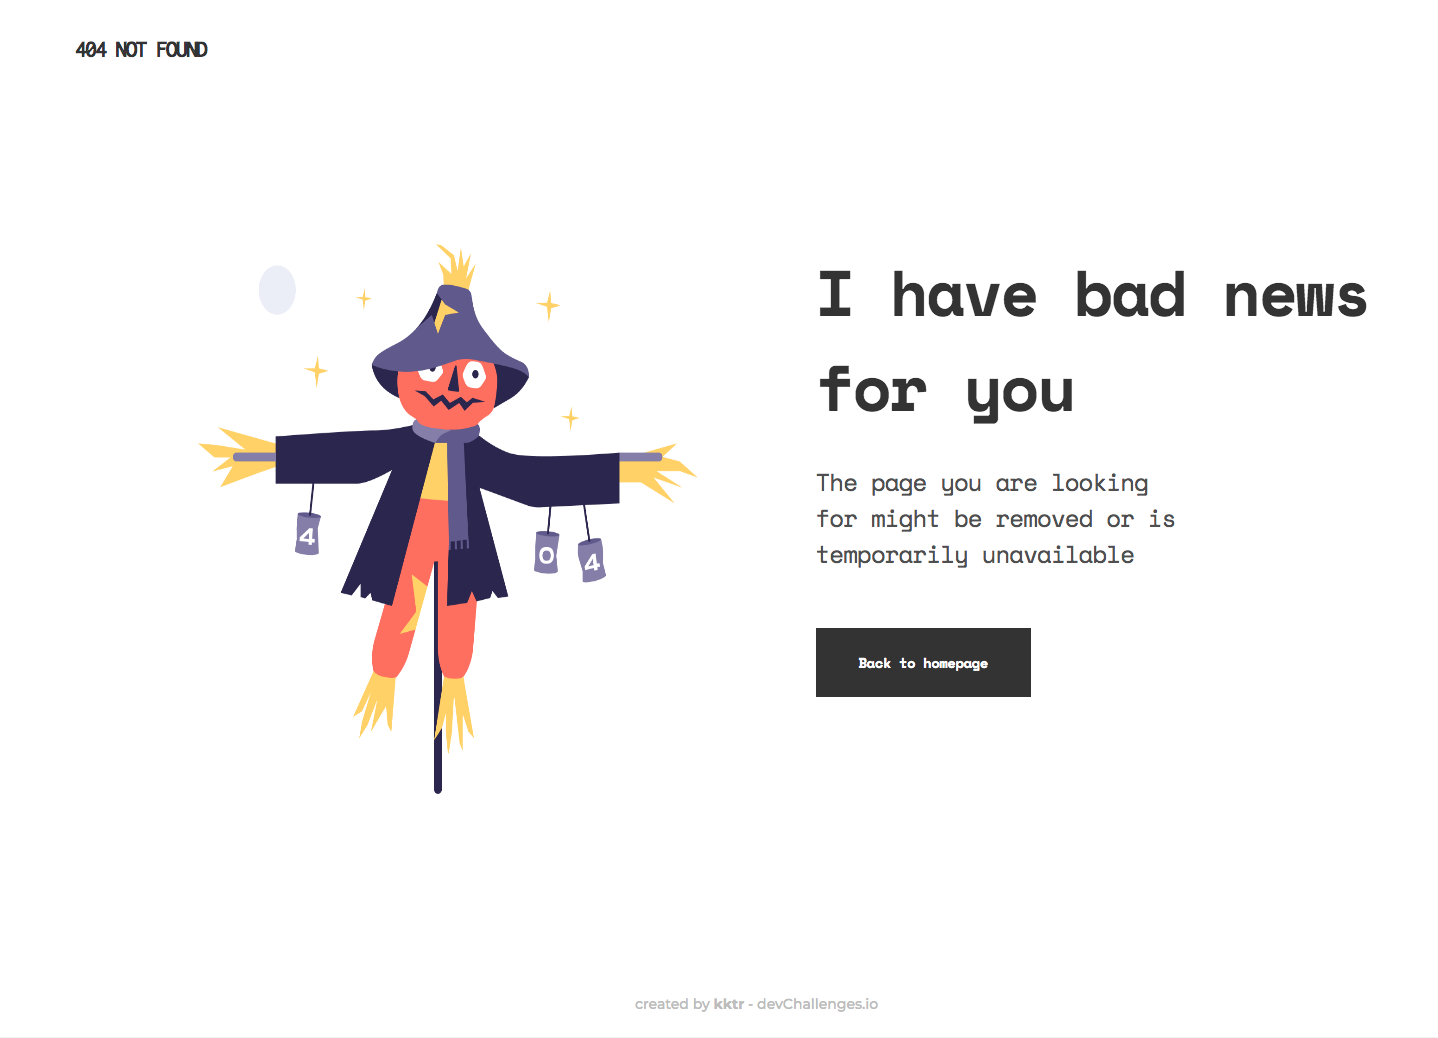 404 NOT FOUND
I have bad news
for you
The page you are looking
for might be removed or is
temporarily unavailable
Back to homepage
4
0
4
created by kktr - devChallenges.io